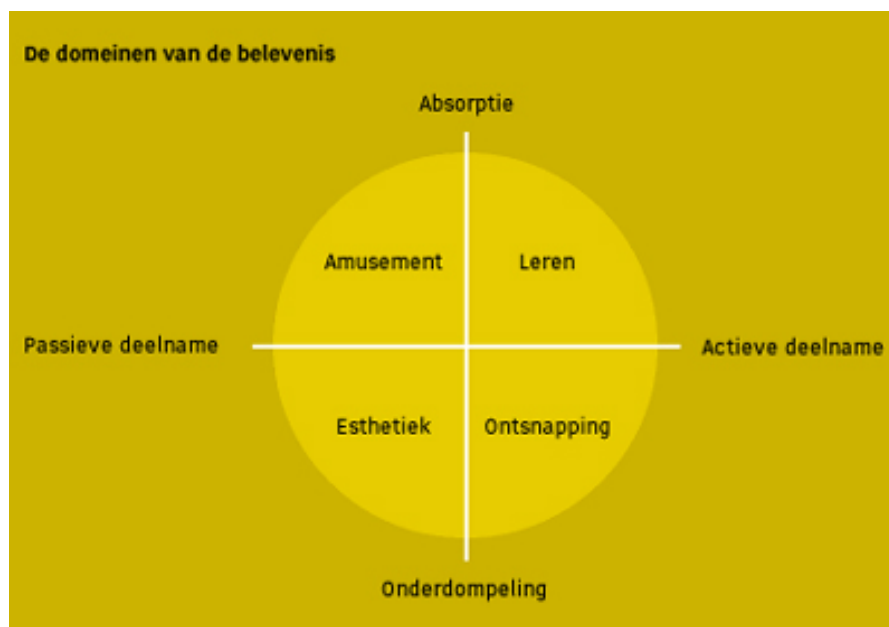 De domeinen van de belevenis
Absorptie
Amusement
Leren
Passieve deelname
Actieve deelname
Esthetiek
Ontsnapping
Onderdompeling